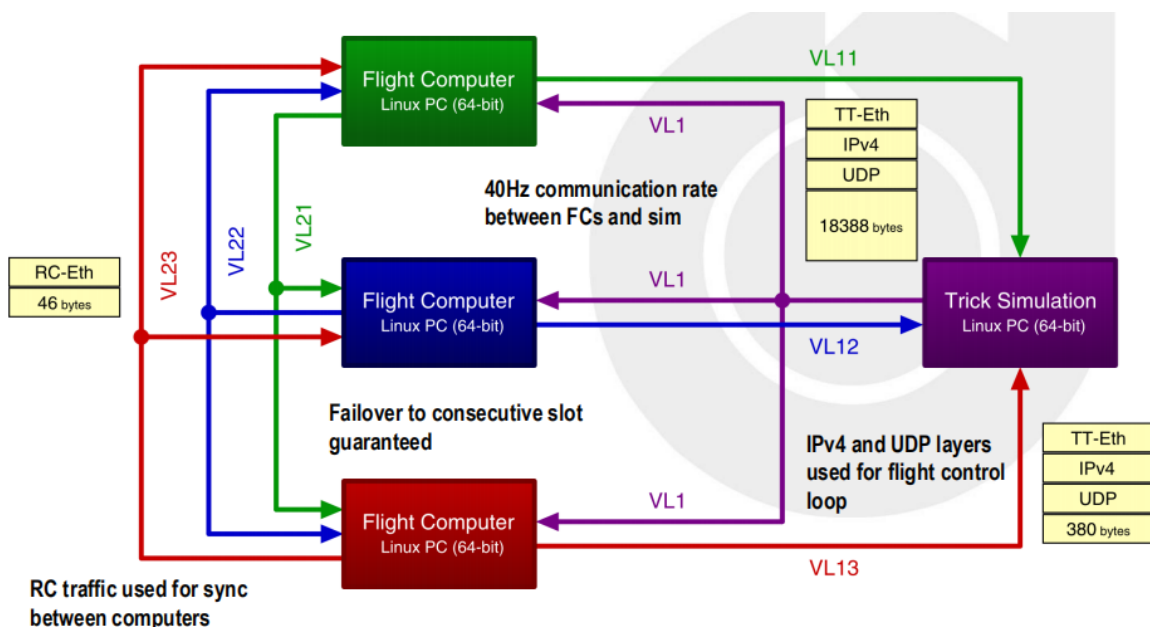 Flight Computer
Linux PC (64-bit)
VL11
VL1
TT-Eth
IPv4
UDP
18388 bytes
40Hz communication rate
between FCs and sim
VL21
VL22
VL23
RC-Eth
46 bytes
Flight Computer
Linux PC (64-bit)
VL1
VL12
Trick Simulation
Linux PC (64-bit)
Failover to consecutive slot
guaranteed
IPv4 and UDP layers
used for flight control
loop
TT-Eth
IPv4
UDP
380 bytes
Flight Computer
Linux PC (64-bit)
VL1
VL13
RC traffic used for sync
between computers